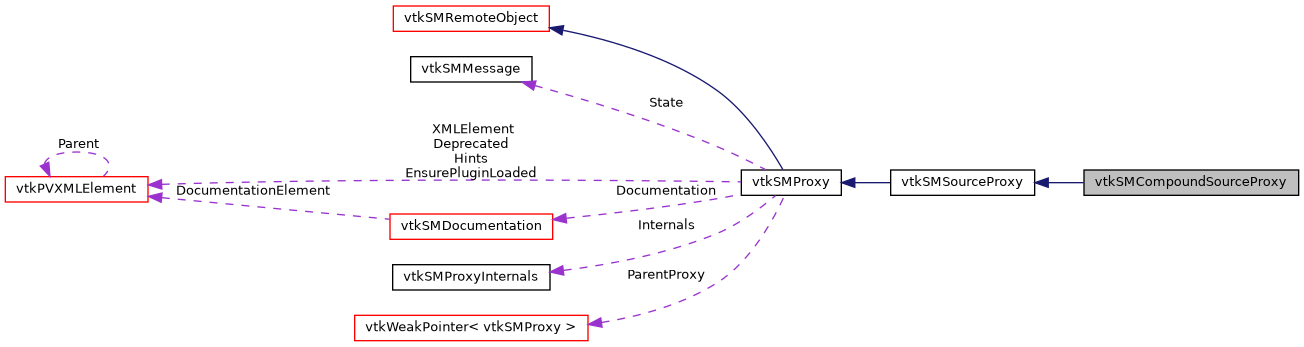 vtkSMRemoteObject
vtkSMMessage
State
XMLElement
Deprecated
Hints
EnsurePluginLoaded
Parent
vtkPVXMLElement
DocumentationElement
Documentation
vtkSMProxy
vtkSMSourceProxy
vtkSMCompoundSourceProxy
vtkSMDocumentation
Internals
vtkSMProxyInternals
ParentProxy
vtkWeakPointer< vtkSMProxy >